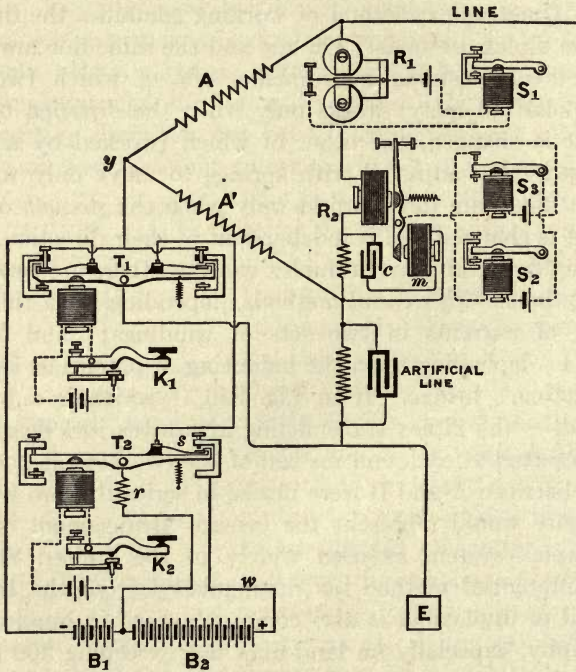 LINE
A
R1
S1
y
A'
R2
S3
S2
c
m
T1
K1
ARTIFICIAL
LINE
T2
s
r
K2
w
E
+
B1
B2